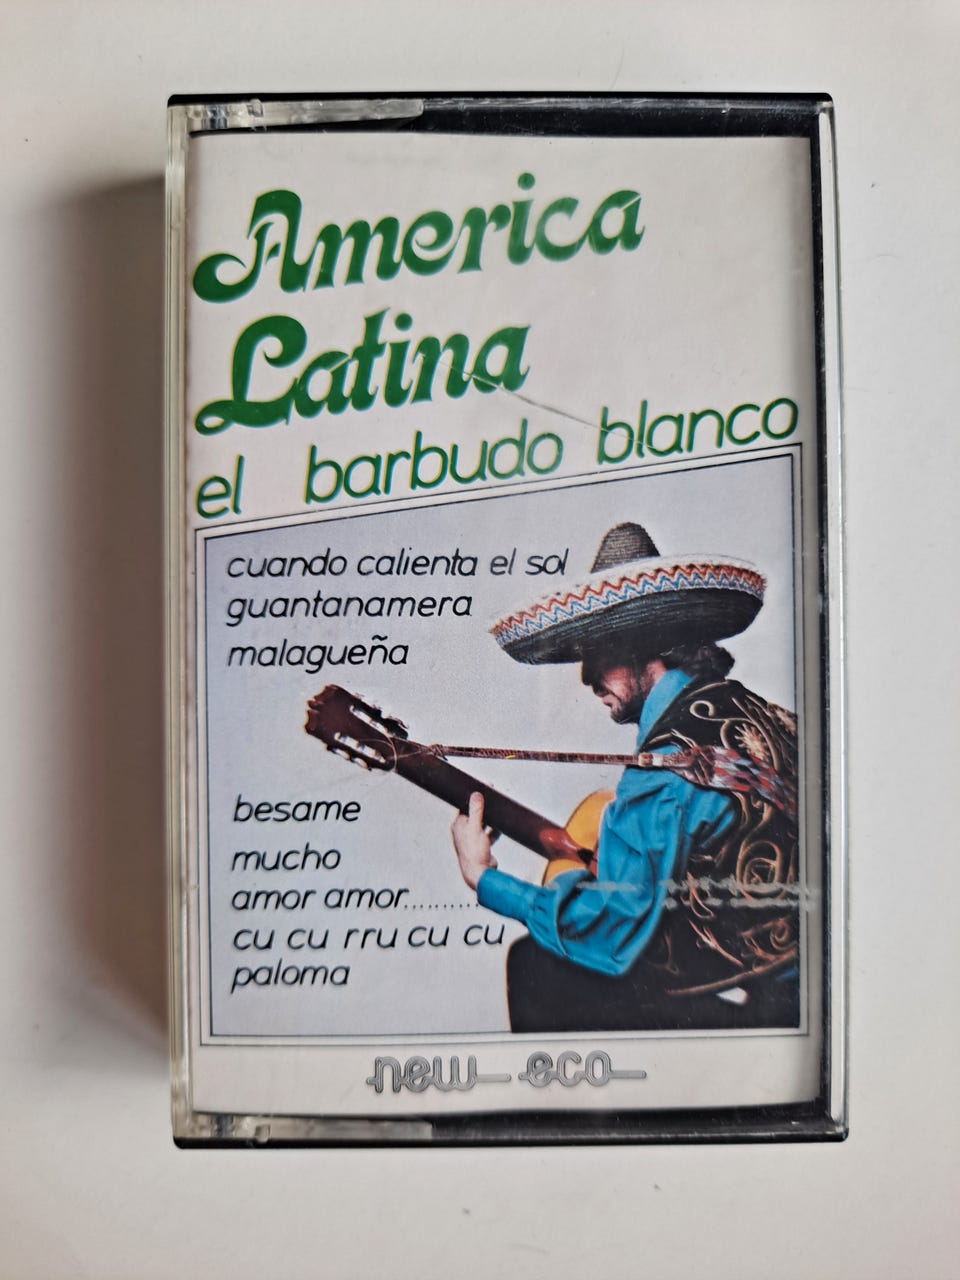 America
Latina
el barbudo blanco
cuando calienta el sol
guantanamera
malagueña
besame
mucho
amor amor..........
cu cu rru cu cu
paloma
new eco